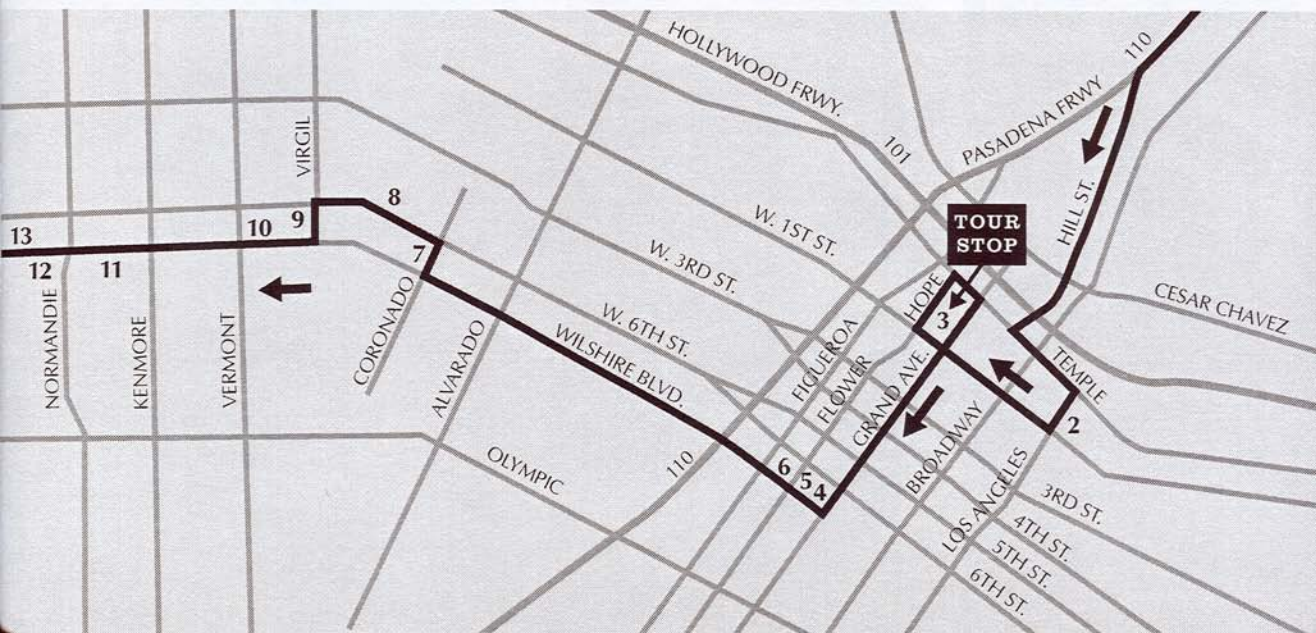 HOLLYWOOD FRWY.
110
PASADENA FRWY
101
VIRGIL
8
HILL ST.
W. 1ST ST.
TOUR
STOP
13
10
9
7
W. 3RD ST.
HOPE
3
CESAR CHAVEZ
12
11
NORMANDIE
KENMORE
VERMONT
CORONADO
ALVARADO
W. 6TH ST.
WILSHIRE BLVD.
FIGUEROA
FLOWER
GRAND AVE.
BROADWAY
TEMPLE
2
LOS ANGELES
OLYMPIC
110
6
5
4
3RD ST.
4TH ST.
5TH ST.
6TH ST.